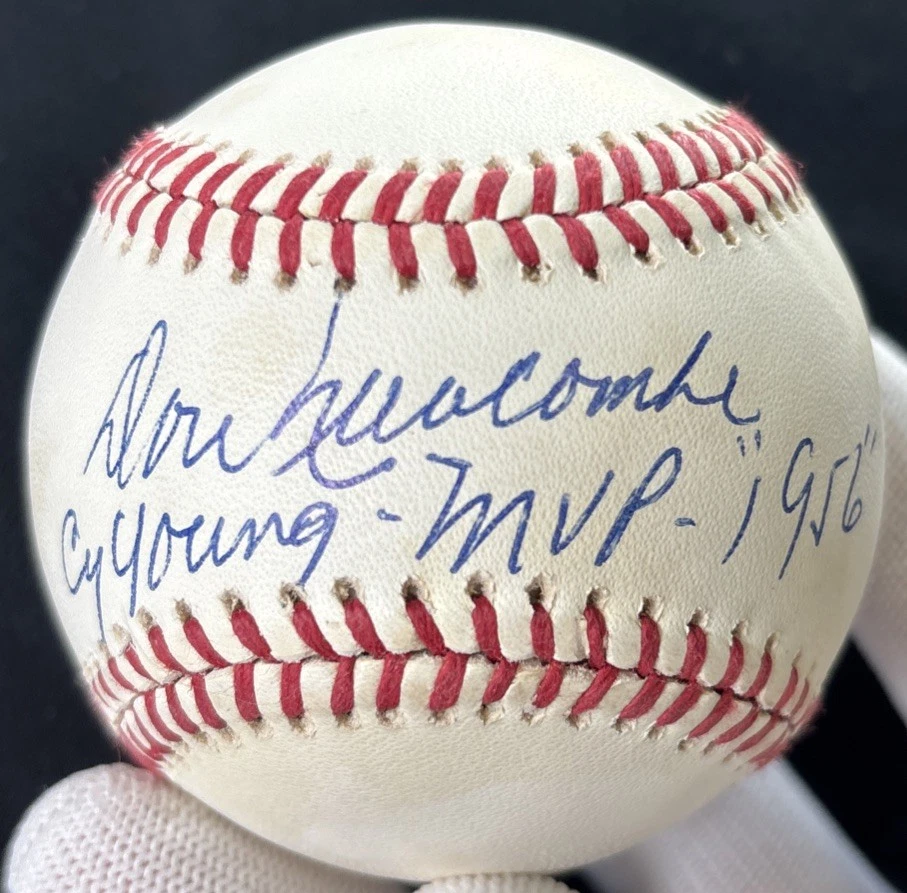 Don Newcombe
Cy Young - MVP - "1956"